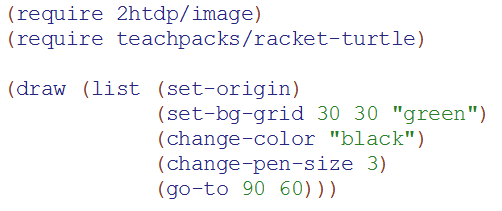 (require 2htdp/image)
(require teachpacks/racket-turtle)
(draw (list (set-origin)
(set-bg-grid 30 30 "green")
(change-color "black")
(change-pen-size 3)
(go-to 90 60)))